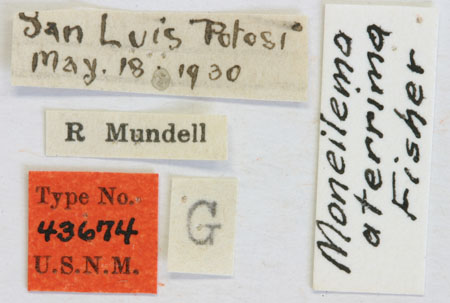 San Luis Potosi
May. 18 1930
R Mundell
Type No.
43674
U.S.N.M.
G
Moneilema
aterrima
Fisher